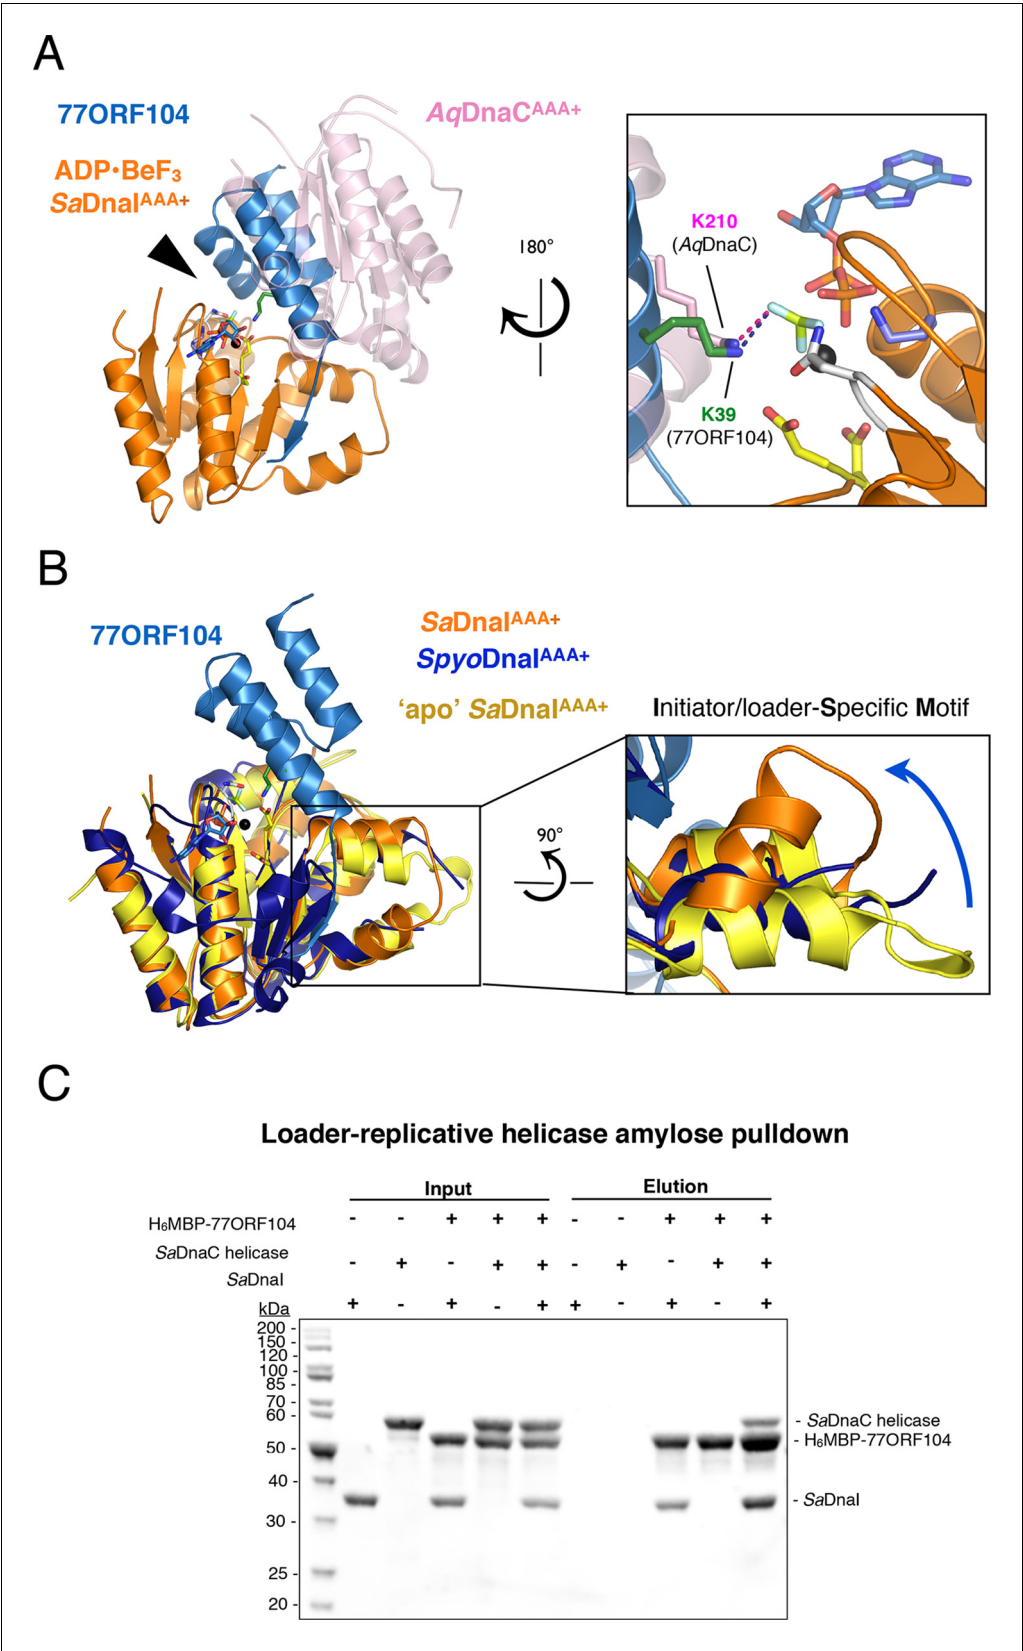 A
77ORF104
AqDnaCAAA+
ADP•BeF3
SaDnaIAAA+
180°
K210
(AqDnaC)
K39
(77ORF104)
B
77ORF104
SaDnaIAAA+
SpyoDnaIAAA+
‘apo’ SaDnaIAAA+
Initiator/loader-Specific Motif
90°
C
Loader-replicative helicase amylose pulldown
Input Elution
H6MBP-77ORF104 - - + + + - - + + +
SaDnaC helicase - + - + + - + - + +
SaDnaI + - + - + + - + - +
kDa
200 -
150 -
120 -
100 -
85 -
70 -
60 -
50 -
40 -
30 -
25 -
20 -
- SaDnaC helicase
- H6MBP-77ORF104
- SaDnaI